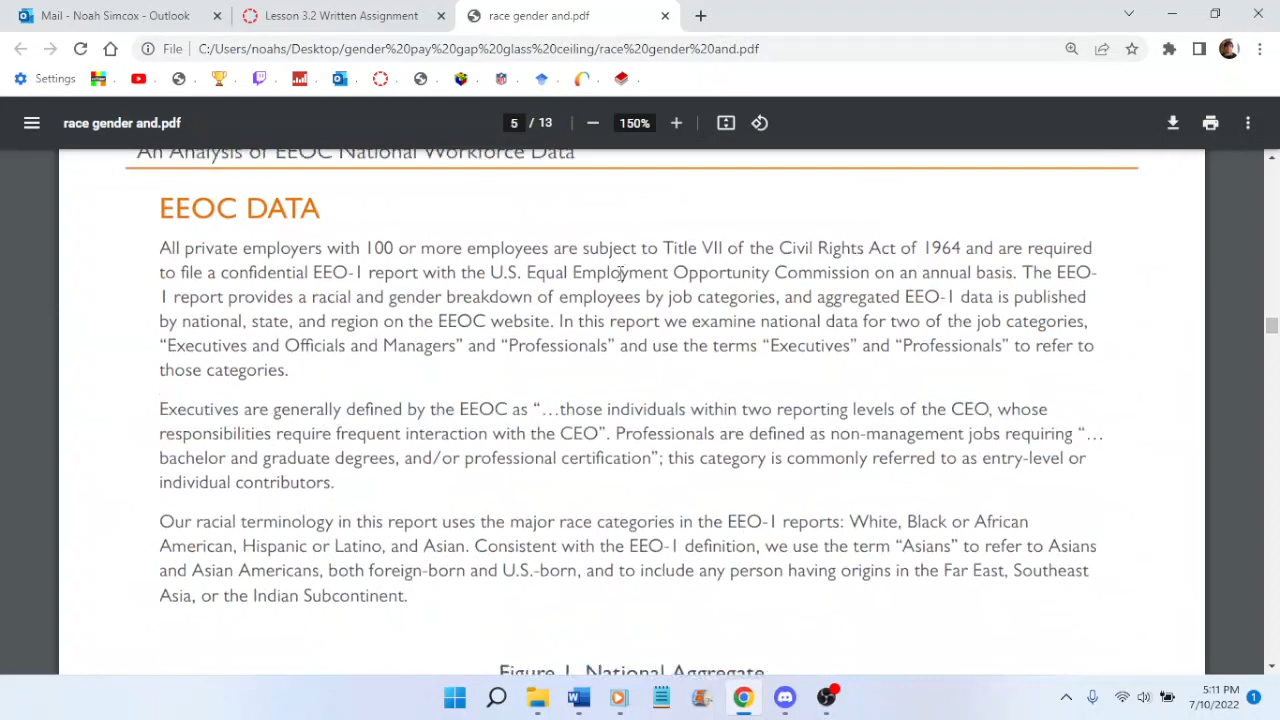 Mail - Noah Simcox - Outlook
Lesson 3.2 Written Assignment
race gender and.pdf
File
C:/Users/noahs/Desktop/gender%20pay%20gap%20glass%20ceiling/race%20gender%20and.pdf
Settings
race gender and.pdf
5 / 13
150%
An Analysis of EEOC National Workforce Data
EEOC DATA
All private employers with 100 or more employees are subject to Title VII of the Civil Rights Act of 1964 and are required
to file a confidential EEO-1 report with the U.S. Equal Employment Opportunity Commission on an annual basis. The EEO-
1 report provides a racial and gender breakdown of employees by job categories, and aggregated EEO-1 data is published
by national, state, and region on the EEOC website. In this report we examine national data for two of the job categories,
“Executives and Officials and Managers” and “Professionals” and use the terms “Executives” and “Professionals” to refer to
those categories.
Executives are generally defined by the EEOC as “…those individuals within two reporting levels of the CEO, whose
responsibilities require frequent interaction with the CEO”. Professionals are defined as non-management jobs requiring “…
bachelor and graduate degrees, and/or professional certification”; this category is commonly referred to as entry-level or
individual contributors.
Our racial terminology in this report uses the major race categories in the EEO-1 reports: White, Black or African
American, Hispanic or Latino, and Asian. Consistent with the EEO-1 definition, we use the term “Asians” to refer to Asians
and Asian Americans, both foreign-born and U.S.-born, and to include any person having origins in the Far East, Southeast
Asia, or the Indian Subcontinent.
Figure 1. National Aggregate
5:11 PM
7/10/2022
1